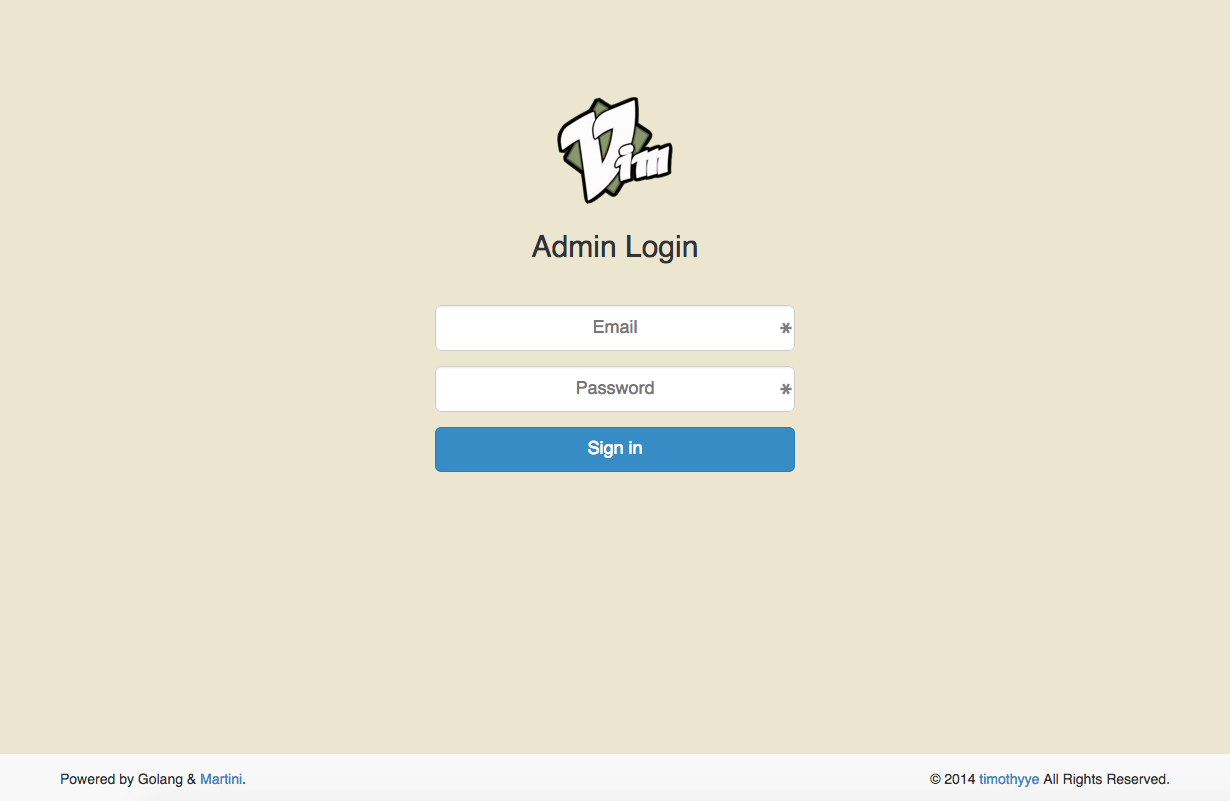 Vim
Admin Login
Email *
Password *
Sign in
Powered by Golang & Martini.
© 2014 timothyye All Rights Reserved.